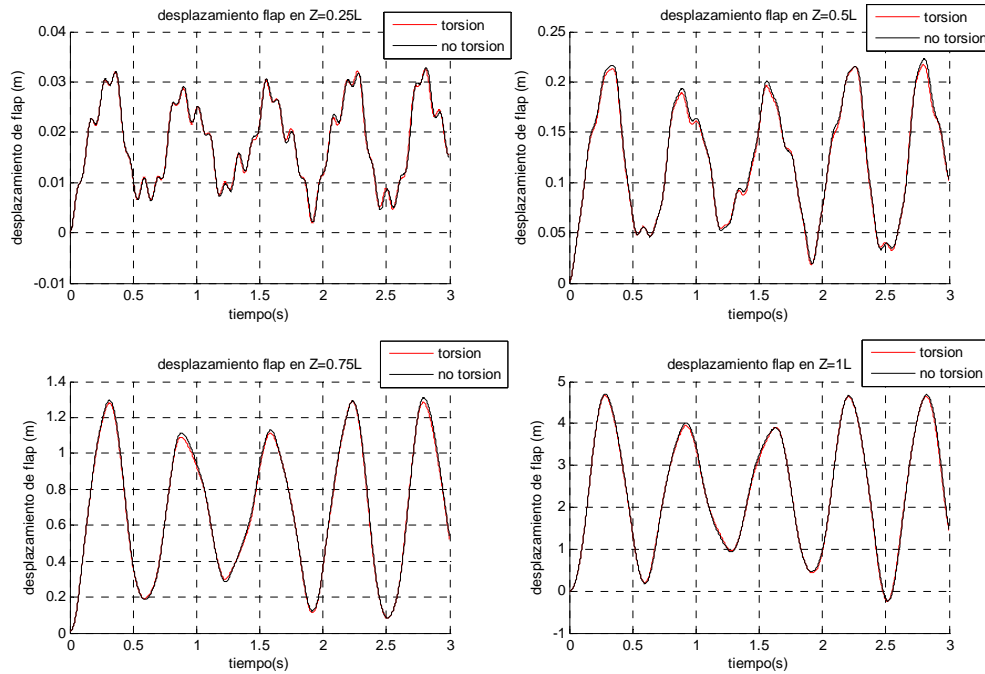 desplazamiento flap en Z=0.25L
torsion
no torsion
desplazamiento de flap (m)
0.04
0.03
0.02
0.01
0
-0.01
0 0.5 1 1.5 2 2.5 3
tiempo(s)
desplazamiento flap en Z=0.5L
torsion
no torsion
desplazamiento de flap (m)
0.25
0.2
0.15
0.1
0.05
0
0 0.5 1 1.5 2 2.5 3
tiempo(s)
desplazamiento flap en Z=0.75L
torsion
no torsion
desplazamiento de flap (m)
1.4
1.2
1
0.8
0.6
0.4
0.2
0
0 0.5 1 1.5 2 2.5 3
tiempo(s)
desplazamiento flap en Z=1L
torsion
no torsion
desplazamiento de flap (m)
5
4
3
2
1
0
-1
0 0.5 1 1.5 2 2.5 3
tiempo(s)